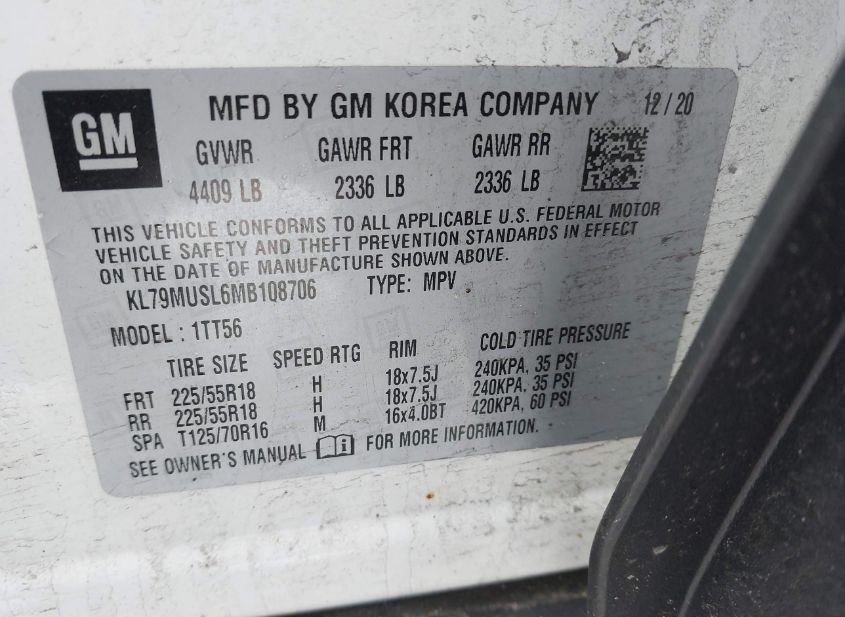 GM
MFD BY GM KOREA COMPANY 12 / 20
GVWR GAWR FRT GAWR RR
4409 LB 2336 LB 2336 LB
THIS VEHICLE CONFORMS TO ALL APPLICABLE U.S. FEDERAL MOTOR
VEHICLE SAFETY AND THEFT PREVENTION STANDARDS IN EFFECT
ON THE DATE OF MANUFACTURE SHOWN ABOVE.
KL79MUSL6MB108706 TYPE: MPV
MODEL : 1TT56
TIRE SIZE SPEED RTG RIM COLD TIRE PRESSURE
FRT 225/55R18 H 18x7.5J 240KPA, 35 PSI
RR 225/55R18 H 18x7.5J 240KPA, 35 PSI
SPA T125/70R16 M 16x4.0BT 420KPA, 60 PSI
SEE OWNER'S MANUAL FOR MORE INFORMATION.